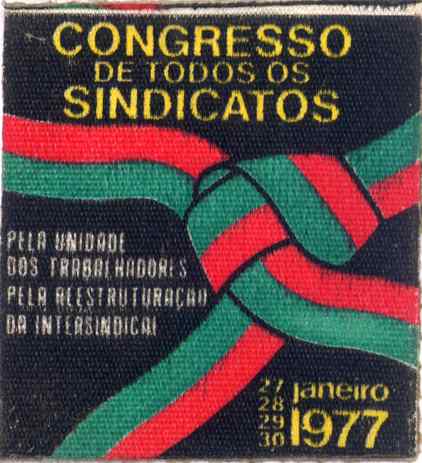 CONGRESSO
DE TODOS OS
SINDICATOS
PELA UNIDADE
DOS TRABALHADORES
PELA REESTRUTURAÇÃO
DA INTERSINDICAL
27
28
29
30
janeiro
1977